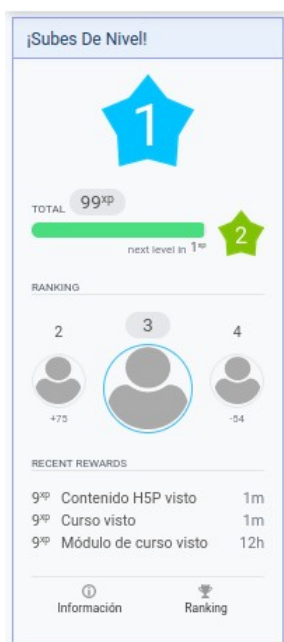 ¡Subes De Nivel!
1
TOTAL 99xp
2
next level in 1xp
RANKING
2 3 4
+75 -54
RECENT REWARDS
9xp Contenido H5P visto 1m
9xp Curso visto 1m
9xp Módulo de curso visto 12h
Información Ranking